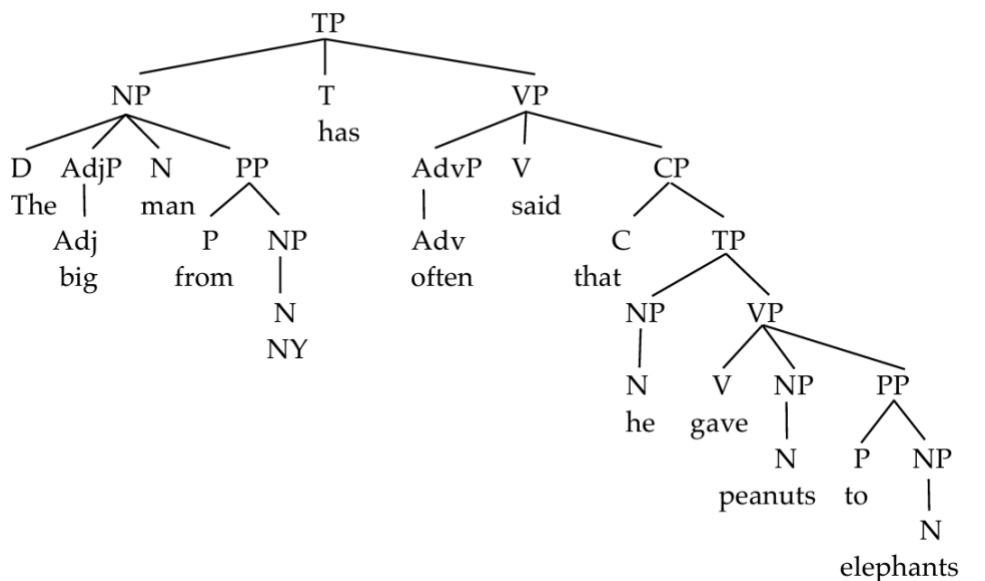 TP
NP T VP
has
D AdjP N PP AdvP V CP
The man said
Adj P NP Adv C TP
big from often that
N NP VP
NY
N V NP PP
he gave
N P NP
peanuts to
N
elephants